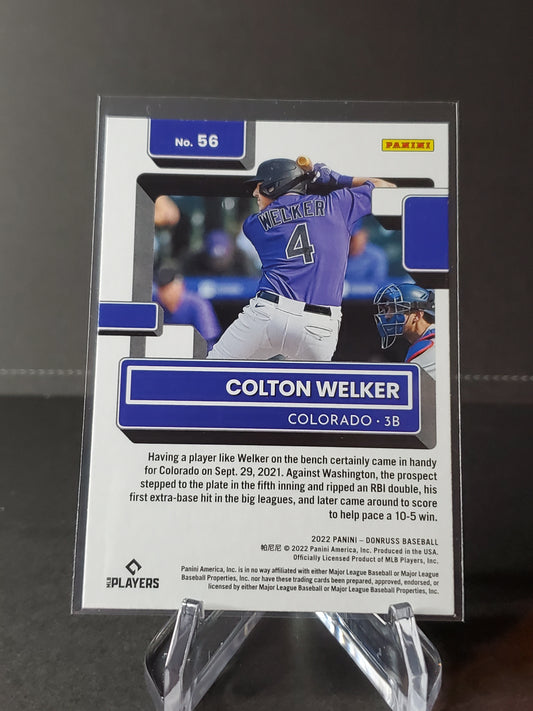 No. 56
PANINI
WELKER
4
COLTON WELKER
COLORADO · 3B
Having a player like Welker on the bench certainly came in handy
for Colorado on Sept. 29, 2021. Against Washington, the prospect
stepped to the plate in the fifth inning and ripped an RBI double, his
first extra-base hit in the big leagues, and later came around to score
to help pace a 10-5 win.
2022 PANINI – DONRUSS BASEBALL
帕尼尼 © 2022 Panini America, Inc. Produced in the USA.
Officially Licensed Product of MLB Players, Inc.
MLB PLAYERS
Panini America, Inc. is in no way affiliated with either Major League Baseball or Major League
Baseball Properties, Inc. nor have these trading cards been prepared, approved, endorsed, or
licensed by either Major League Baseball or Major League Baseball Properties, Inc.